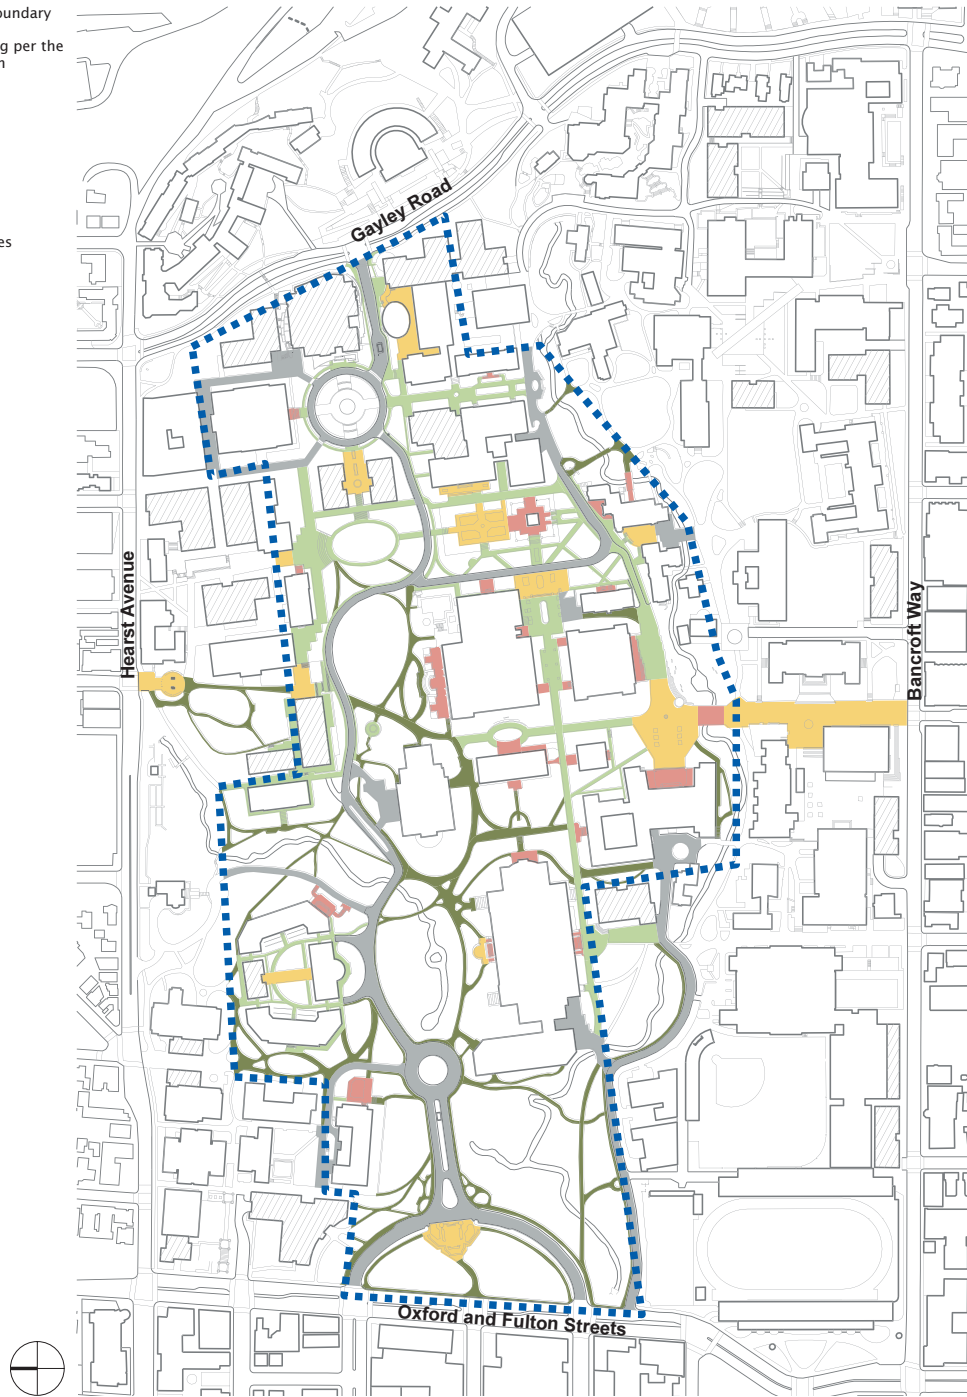 oundary
g per the
n
es
Gayley Road
Hearst Avenue
Bancroft Way
Oxford and Fulton Streets